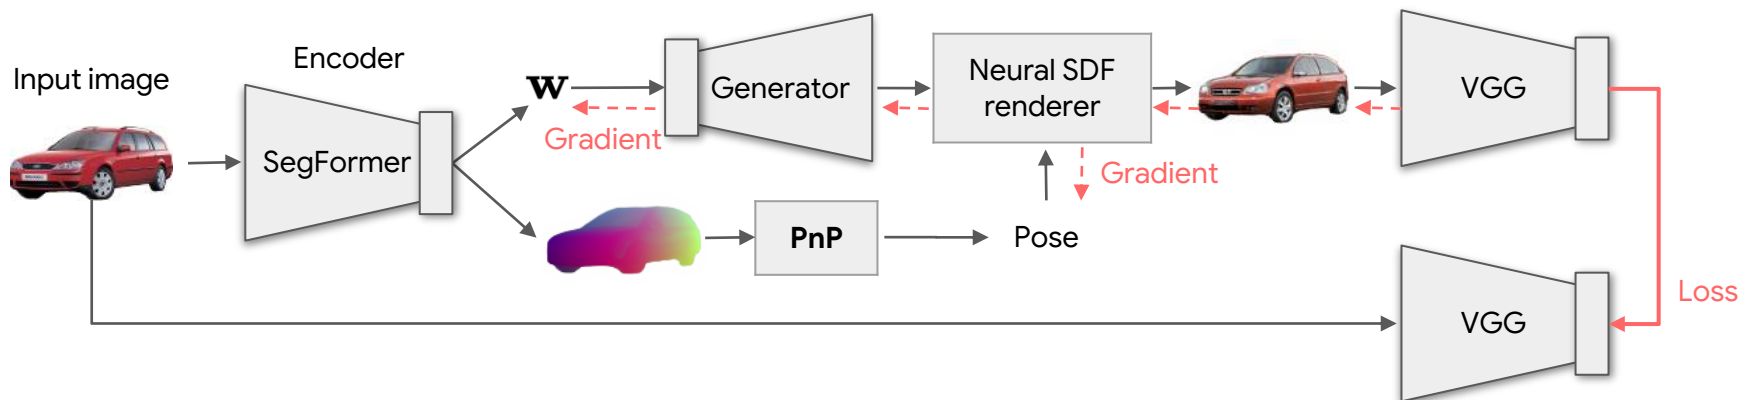 Input image
Encoder
SegFormer
w
Gradient
Generator
Neural SDF
renderer
VGG
Gradient
PnP
Pose
VGG
Loss